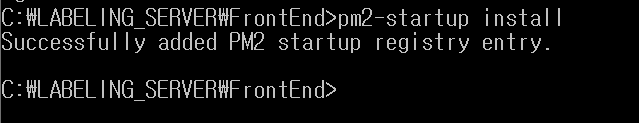 C:₩LABELING_SERVER₩FrontEnd>pm2-startup install
Successfully added PM2 startup registry entry.
C:₩LABELING_SERVER₩FrontEnd>